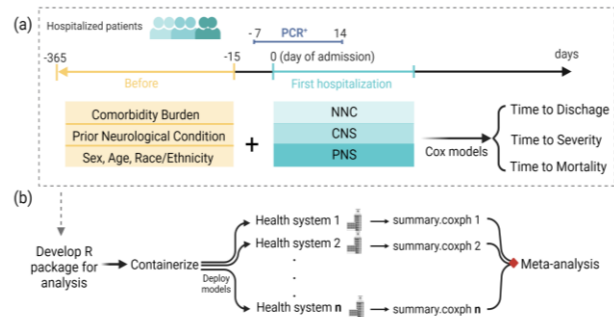 (a)
Hospitalized patients
-7 PCR⁺ 14
-365 -15 0 (day of admission) days
Before First hospitalization
Comorbidity Burden
Prior Neurological Condition
Sex, Age, Race/Ethnicity
+
NNC
CNS
PNS
Cox models
Time to Dischage
Time to Severity
Time to Mortality
(b)
Develop R
package for
analysis
Containerize
Deploy
models
Health system 1 summary.coxph 1
Health system 2 summary.coxph 2
.
.
.
Health system n summary.coxph n
Meta-analysis